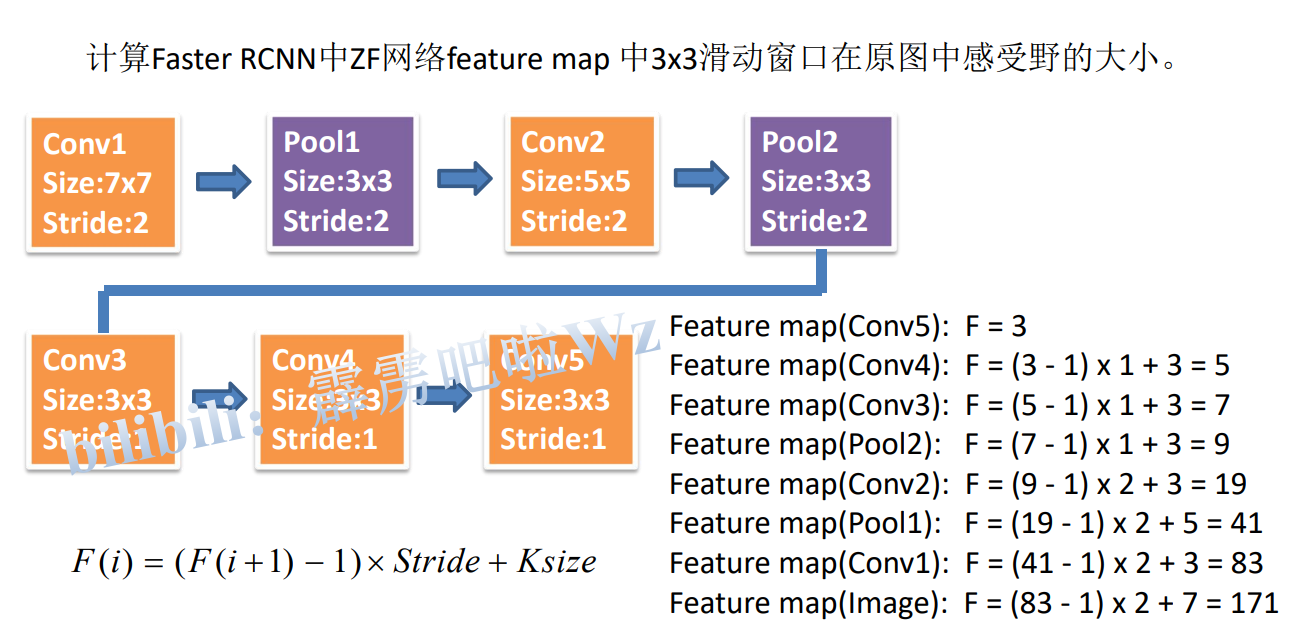 计算Faster RCNN中ZF网络feature map 中3x3滑动窗口在原图中感受野的大小。
Conv1
Size:7x7
Stride:2
Pool1
Size:3x3
Stride:2
Conv2
Size:5x5
Stride:2
Pool2
Size:3x3
Stride:2
Conv3
Size:3x3
Stride:1
Conv4
Size:3x3
Stride:1
Conv5
Size:3x3
Stride:1
bilibili: 霹雳吧啦Wz
Feature map(Conv5): F = 3
Feature map(Conv4): F = (3 - 1) x 1 + 3 = 5
Feature map(Conv3): F = (5 - 1) x 1 + 3 = 7
Feature map(Pool2): F = (7 - 1) x 1 + 3 = 9
Feature map(Conv2): F = (9 - 1) x 2 + 3 = 19
Feature map(Pool1): F = (19 - 1) x 2 + 5 = 41
Feature map(Conv1): F = (41 - 1) x 2 + 3 = 83
Feature map(Image): F = (83 - 1) x 2 + 7 = 171
F(i) = (F(i+1) − 1) × Stride + Ksize